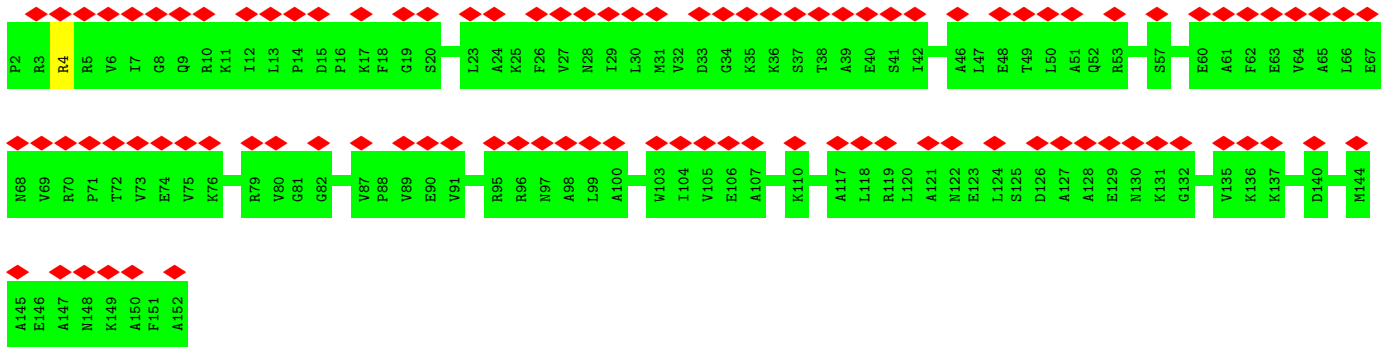 P2 R3 R4 R5 V6 I7 G8 Q9 R10 K11 I12 L13 P14 D15 P16 K17 F18 G19 S20 L23 A24 K25 F26 V27 N28 I29 L30 M31 V32 D33 G34 K35 K36 S37 T38 A39 E40 S41 I42 A46 L47 E48 T49 L50 A51 Q52 R53 S57 E60 A61 F62 E63 V64 A65 L66 E67
N68 V69 R70 P71 T72 V73 E74 V75 K76 R79 V80 G81 G82 V87 P88 V89 E90 V91 R95 R96 N97 A98 L99 A100 W103 I104 V105 E106 A107 K110 A117 L118 R119 L120 A121 N122 E123 L124 S125 D126 A127 A128 E129 N130 K131 G132 V135 K136 K137 D140 M144
A145 E146 A147 N148 K149 A150 F151 A152